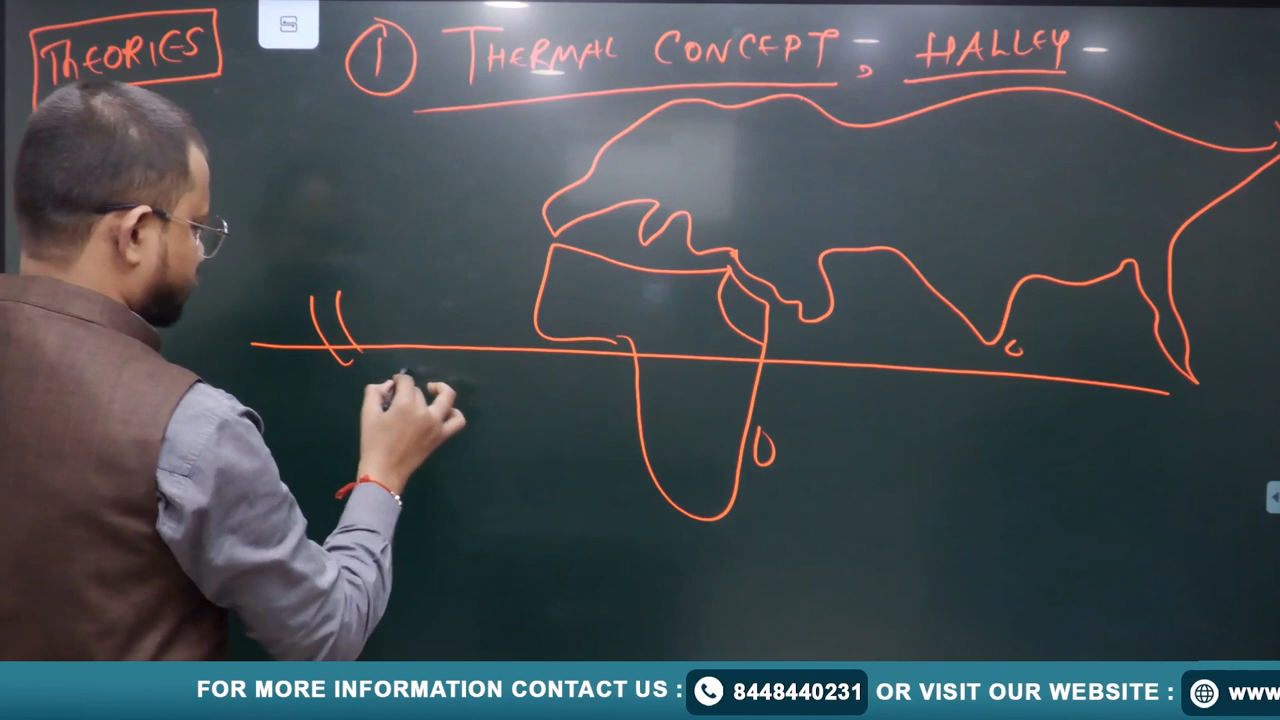 THEORIES
① THERMAL CONCEPT - , HALLEY -
FOR MORE INFORMATION CONTACT US : 8448440231 OR VISIT OUR WEBSITE : www